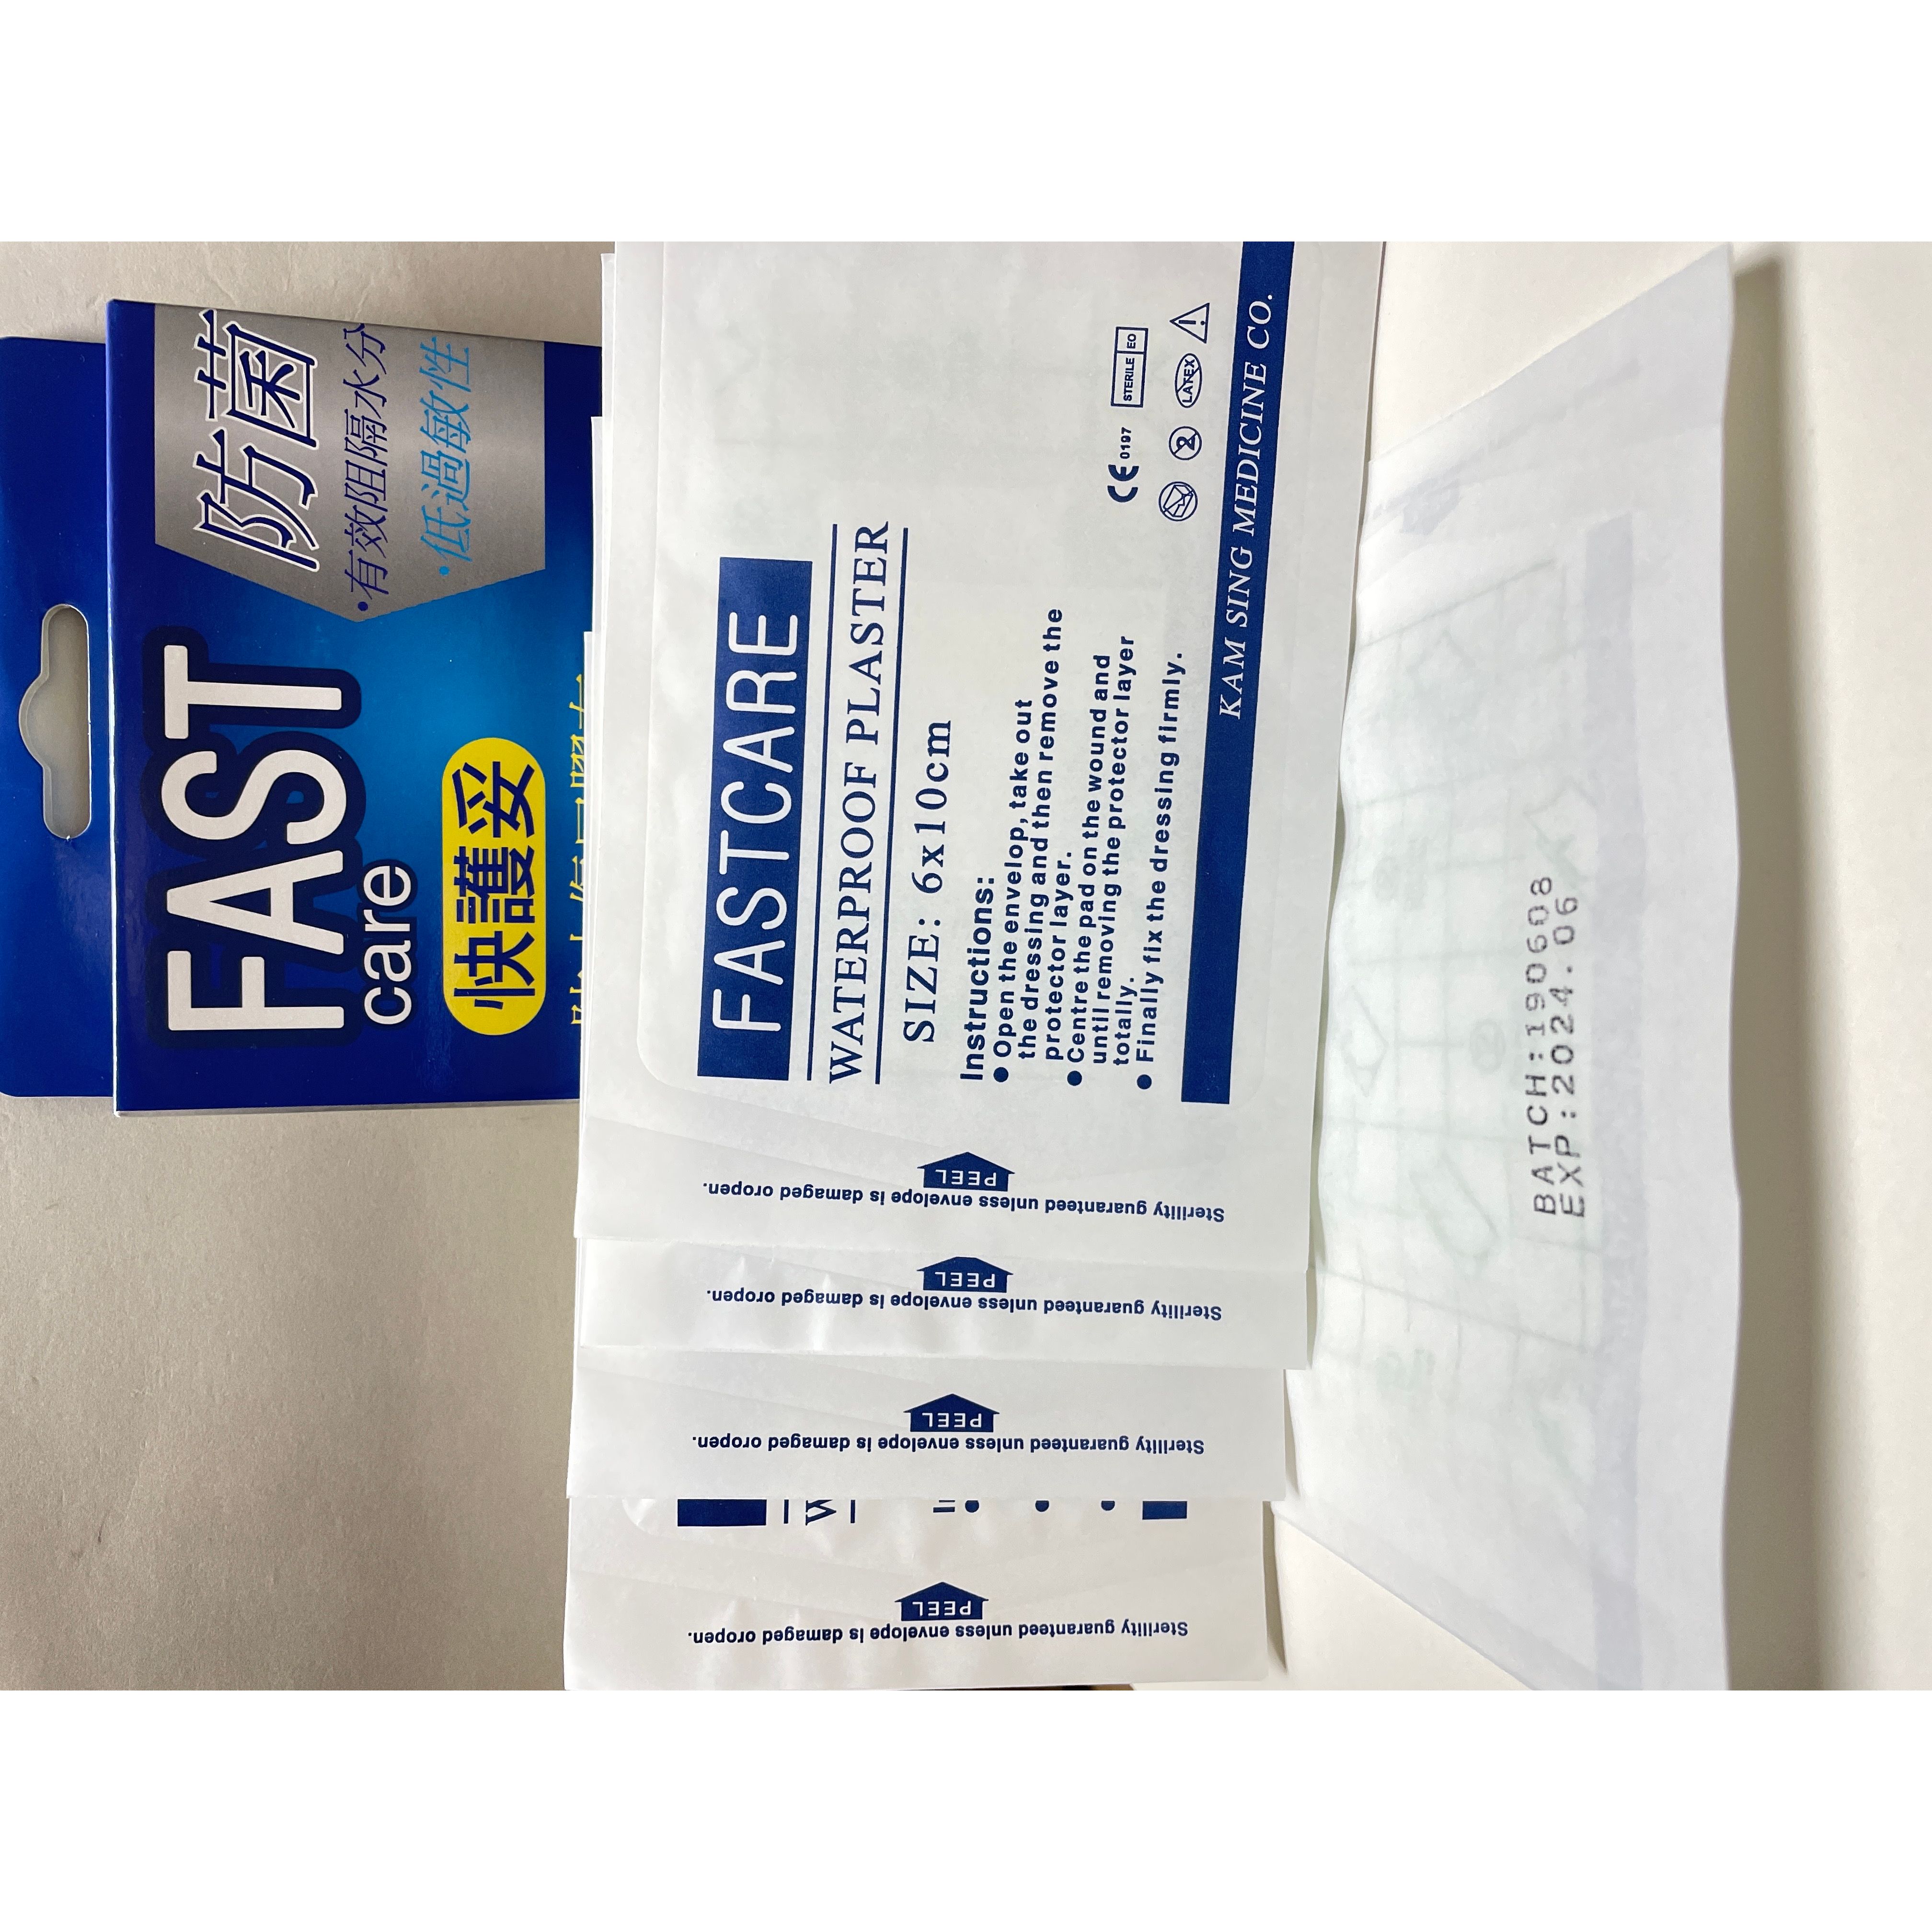 FAST
care
快護妥
防菌
•有效阻隔水分
•低過敏性
FASTCARE
WATERPROOF PLASTER
SIZE: 6x10cm
Instructions:
● Open the envelop, take out
the dressing and then remove the
protector layer.
● Centre the pad on the wound and
until removing the protector layer
totally.
● Finally fix the dressing firmly.
CE 0197
STERILE EO
2
LATEX
KAM SING MEDICINE CO.
PEEL
Sterility guaranteed unless envelope is damaged oropen.
PEEL
Sterility guaranteed unless envelope is damaged oropen.
PEEL
Sterility guaranteed unless envelope is damaged oropen.
W
PEEL
Sterility guaranteed unless envelope is damaged oropen.
BATCH:190608
EXP:2024.06